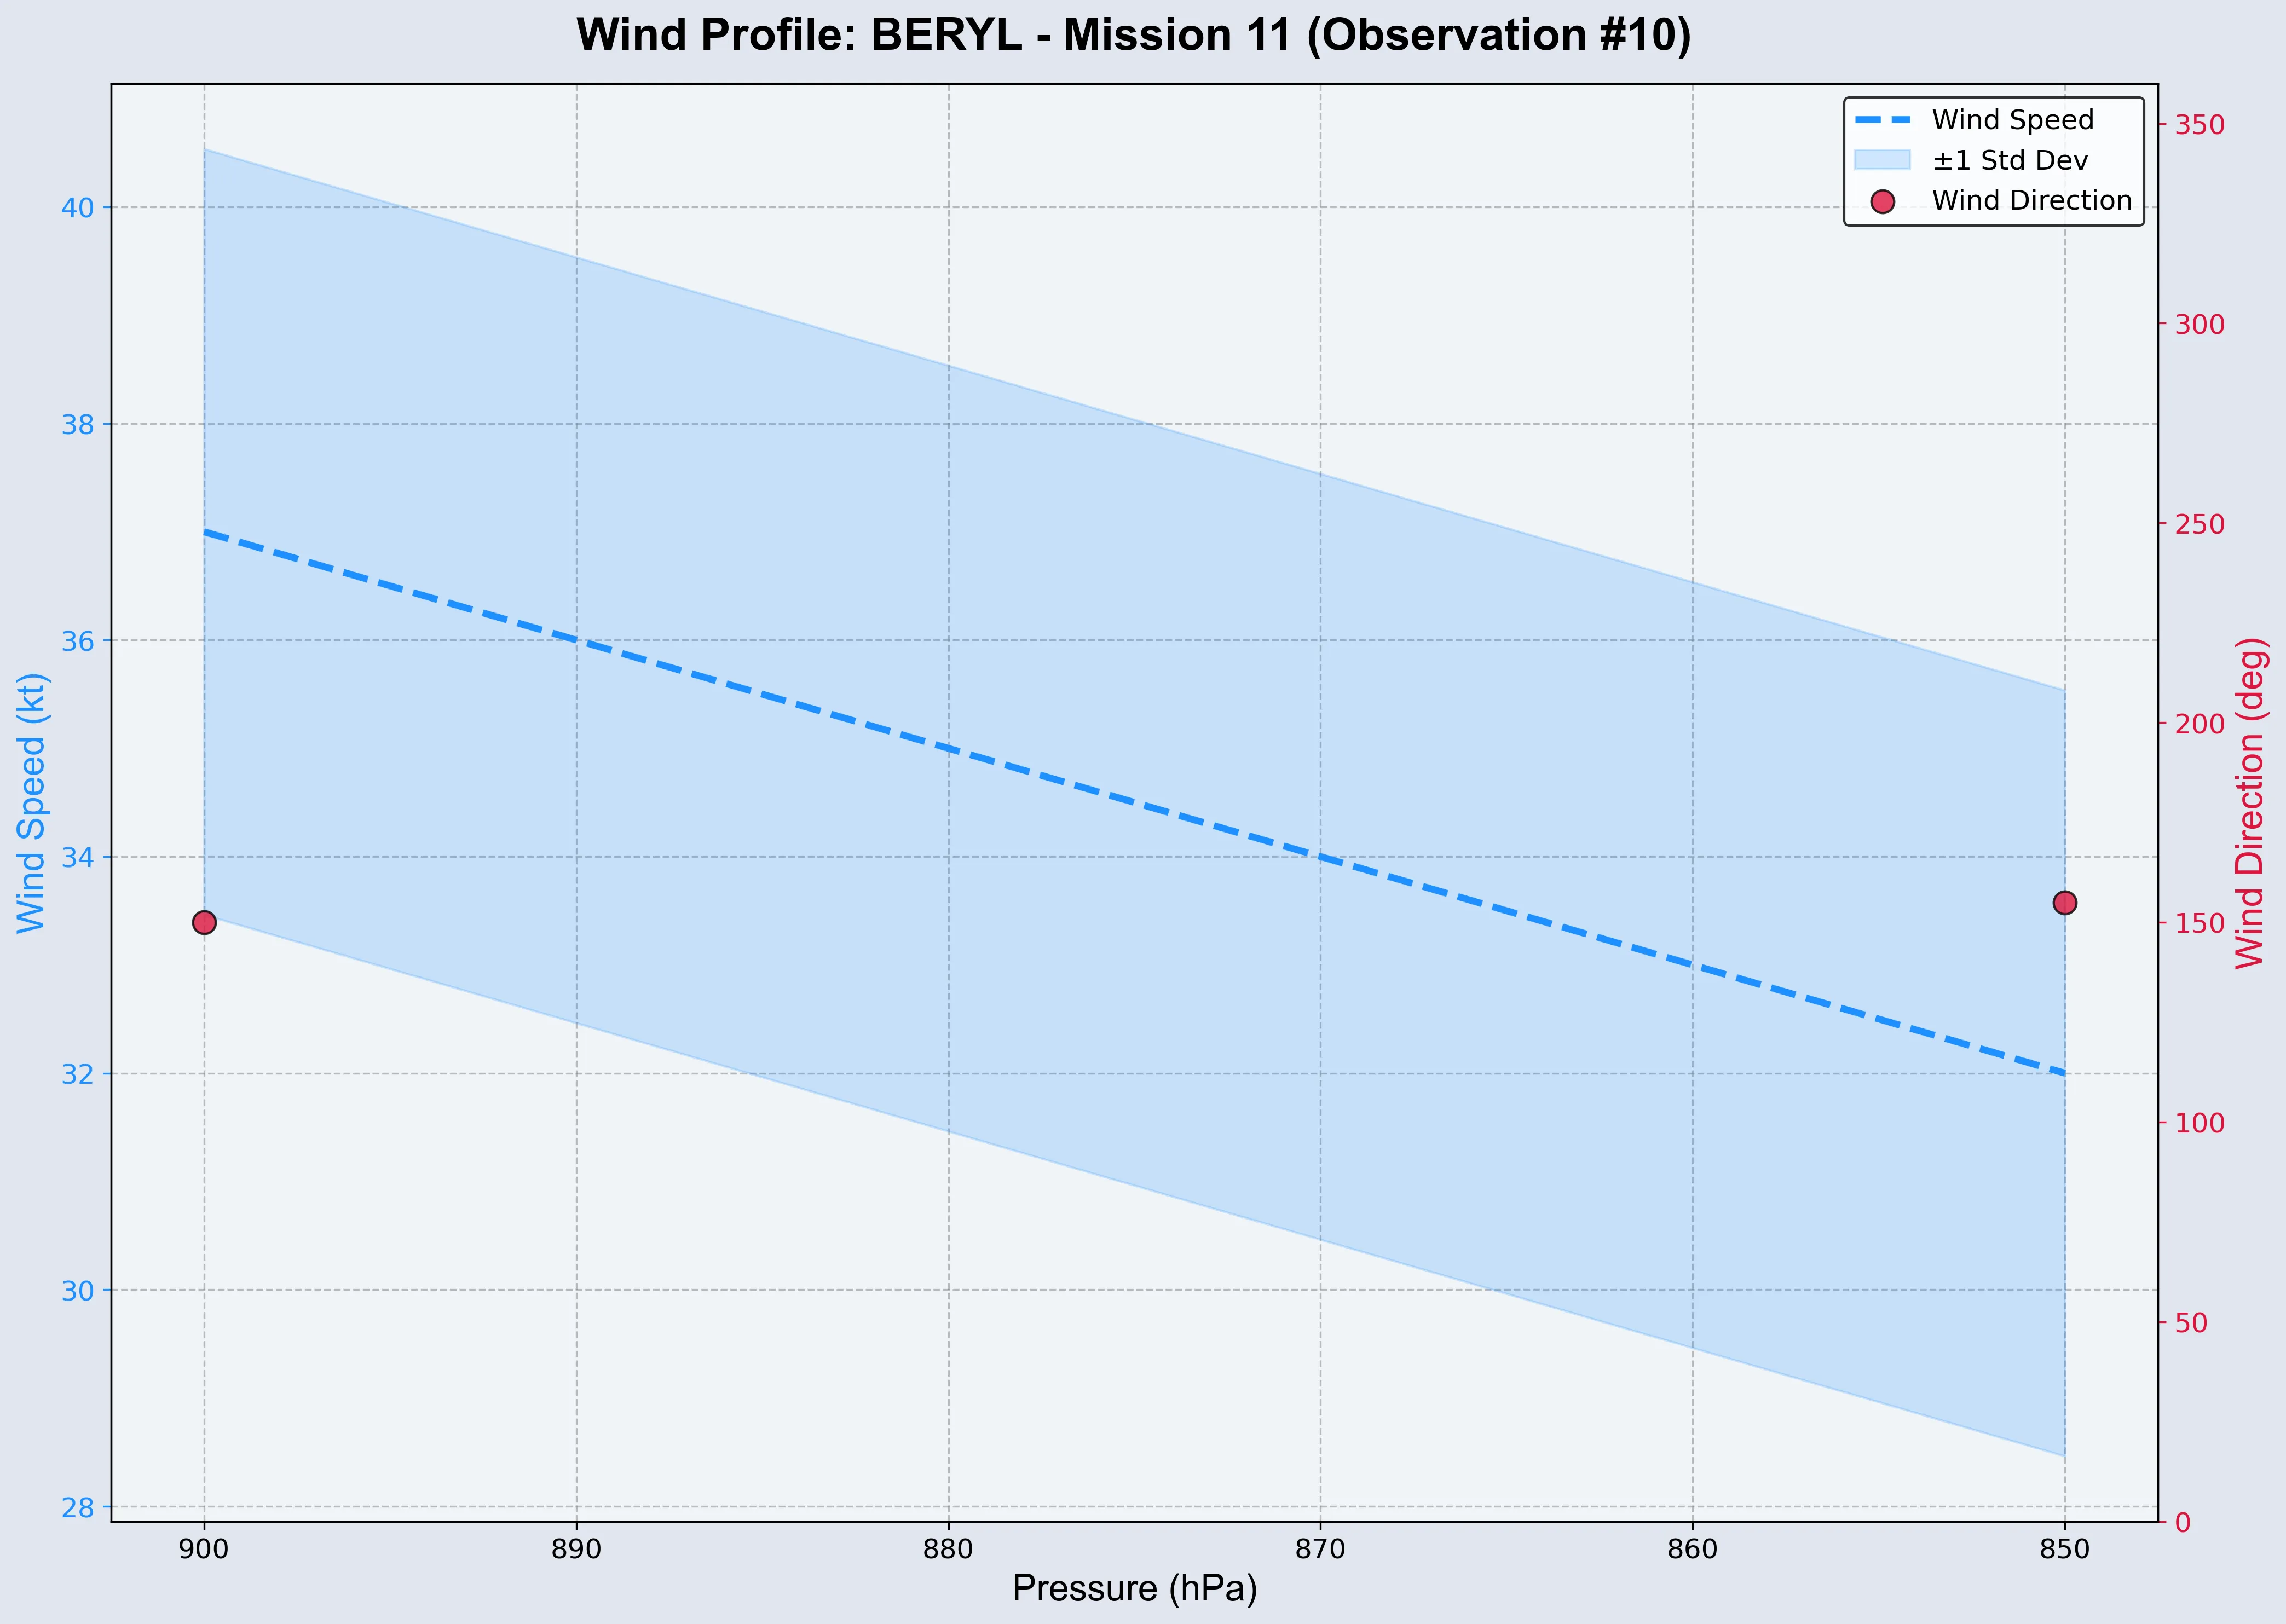 Wind Profile: BERYL - Mission 11 (Observation #10)
Wind Speed
±1 Std Dev
Wind Direction
Wind Speed (kt)
40
38
36
34
32
30
28
350
300
250
200
150
100
50
0
Wind Direction (deg)
900 890 880 870 860 850
Pressure (hPa)